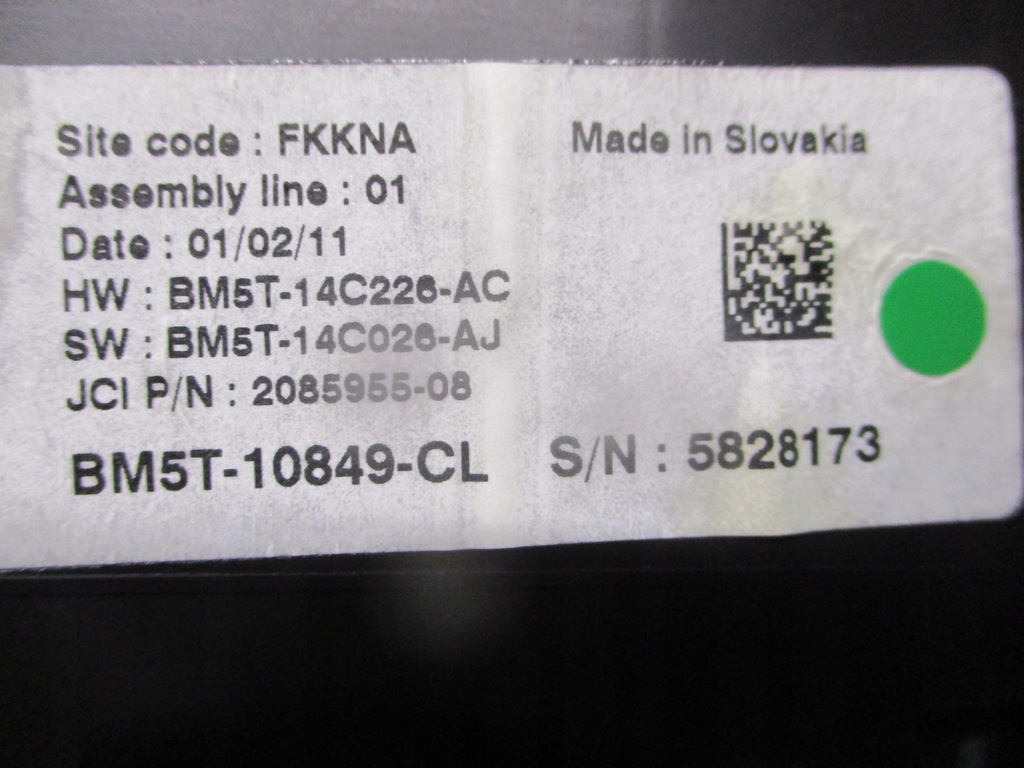 Site code : FKKNA
Made in Slovakia
Assembly line : 01
Date : 01/02/11
HW : BM5T-14C226-AC
SW : BM5T-14C026-AJ
JCI P/N : 2085955-08
BM5T-10849-CL
S/N : 5828173